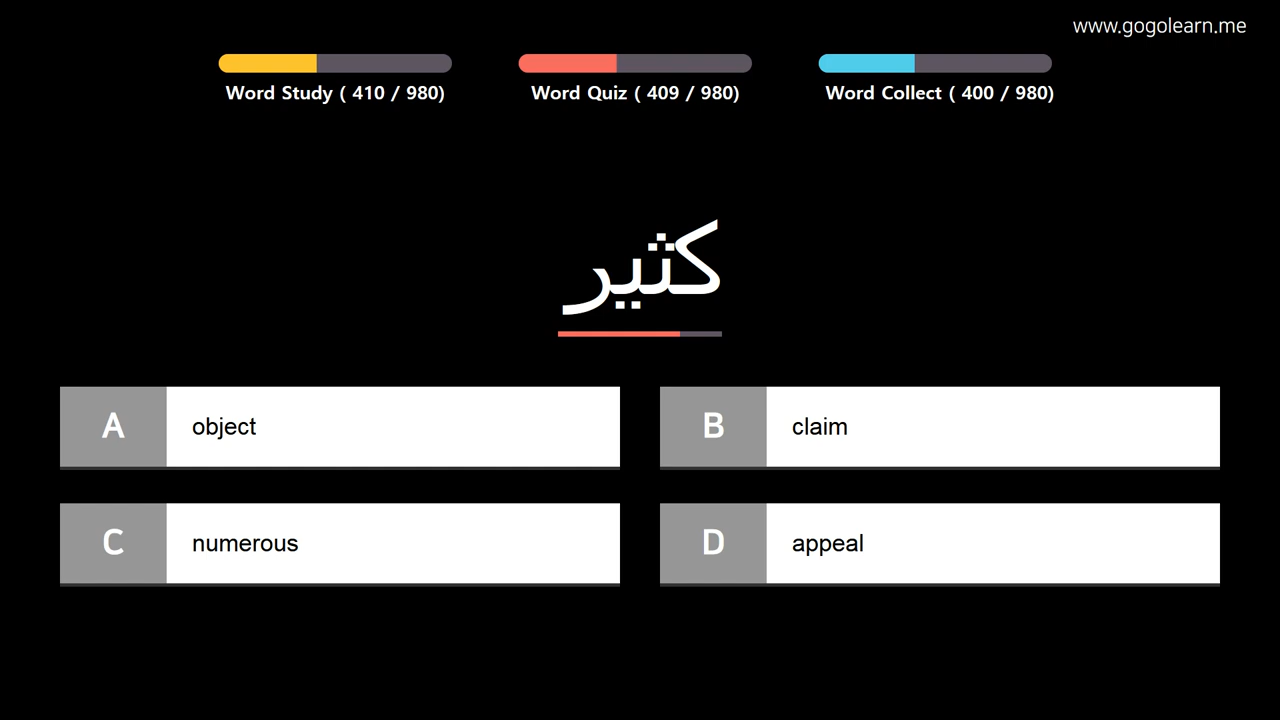 www.gogolearn.me
Word Study ( 410 / 980)
Word Quiz ( 409 / 980)
Word Collect ( 400 / 980)
كثير
A
object
B
claim
C
numerous
D
appeal